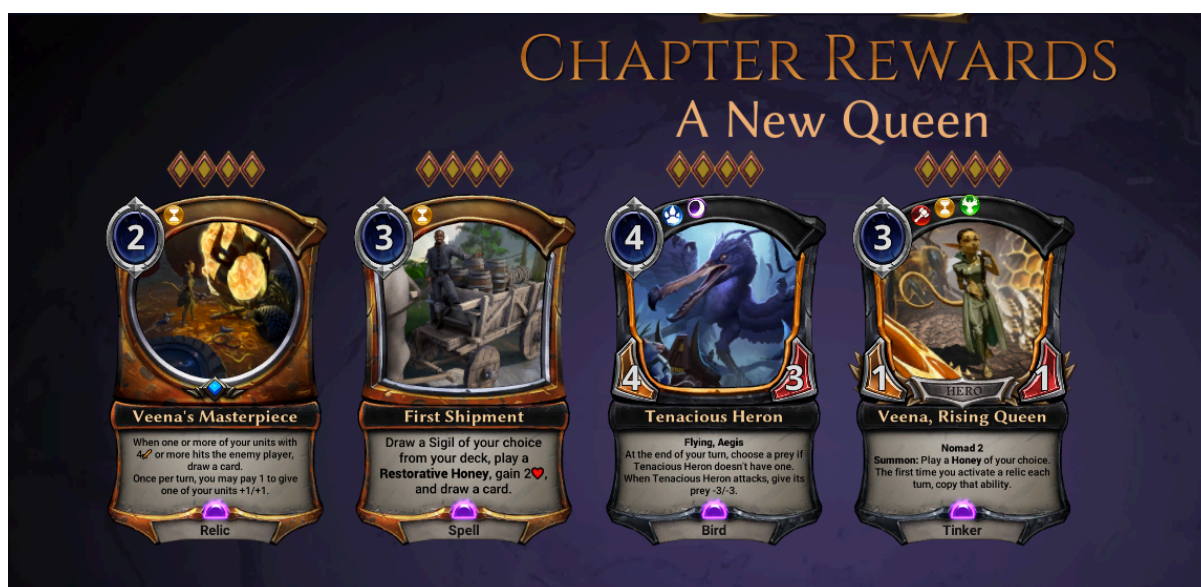 CHAPTER REWARDS
A New Queen
2
Veena's Masterpiece
When one or more of your units with
4 or more hits the enemy player,
draw a card.
Once per turn, you may pay 1 to give
one of your units +1/+1.
Relic
3
First Shipment
Draw a Sigil of your choice
from your deck, play a
Restorative Honey, gain 2,
and draw a card.
Spell
4
4
3
Tenacious Heron
Flying, Aegis
At the end of your turn, choose a prey if
Tenacious Heron doesn't have one.
When Tenacious Heron attacks, give its
prey -3/-3.
Bird
3
1
HERO
1
Veena, Rising Queen
Nomad 2
Summon: Play a Honey of your choice.
The first time you activate a relic each
turn, copy that ability.
Tinker